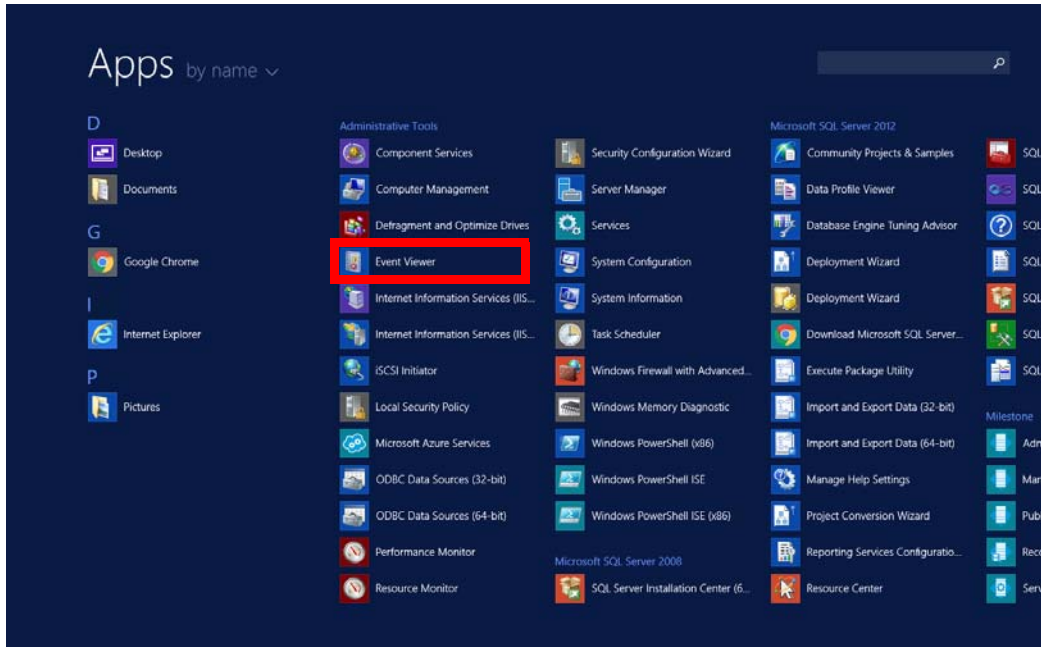 Apps by name
D
Desktop
Documents
G
Google Chrome
I
Internet Explorer
P
Pictures
Administrative Tools
Component Services
Computer Management
Defragment and Optimize Drives
Event Viewer
Internet Information Services (IIS...
Internet Information Services (IIS...
iSCSI Initiator
Local Security Policy
Microsoft Azure Services
ODBC Data Sources (32-bit)
ODBC Data Sources (64-bit)
Performance Monitor
Resource Monitor
Security Configuration Wizard
Server Manager
Services
System Configuration
System Information
Task Scheduler
Windows Firewall with Advanced...
Windows Memory Diagnostic
Windows PowerShell (x86)
Windows PowerShell ISE
Windows PowerShell ISE (x86)
Microsoft SQL Server 2008
SQL Server Installation Center (6...
Microsoft SQL Server 2012
Community Projects & Samples
Data Profile Viewer
Database Engine Tuning Advisor
Deployment Wizard
Deployment Wizard
Download Microsoft SQL Server...
Execute Package Utility
Import and Export Data (32-bit)
Import and Export Data (64-bit)
Manage Help Settings
Project Conversion Wizard
Reporting Services Configuratio...
Resource Center
SQL
SQL
SQL
SQL
SQL
SQL
SQL
Milestone
Adm
Mar
Pub
Reco
Serv